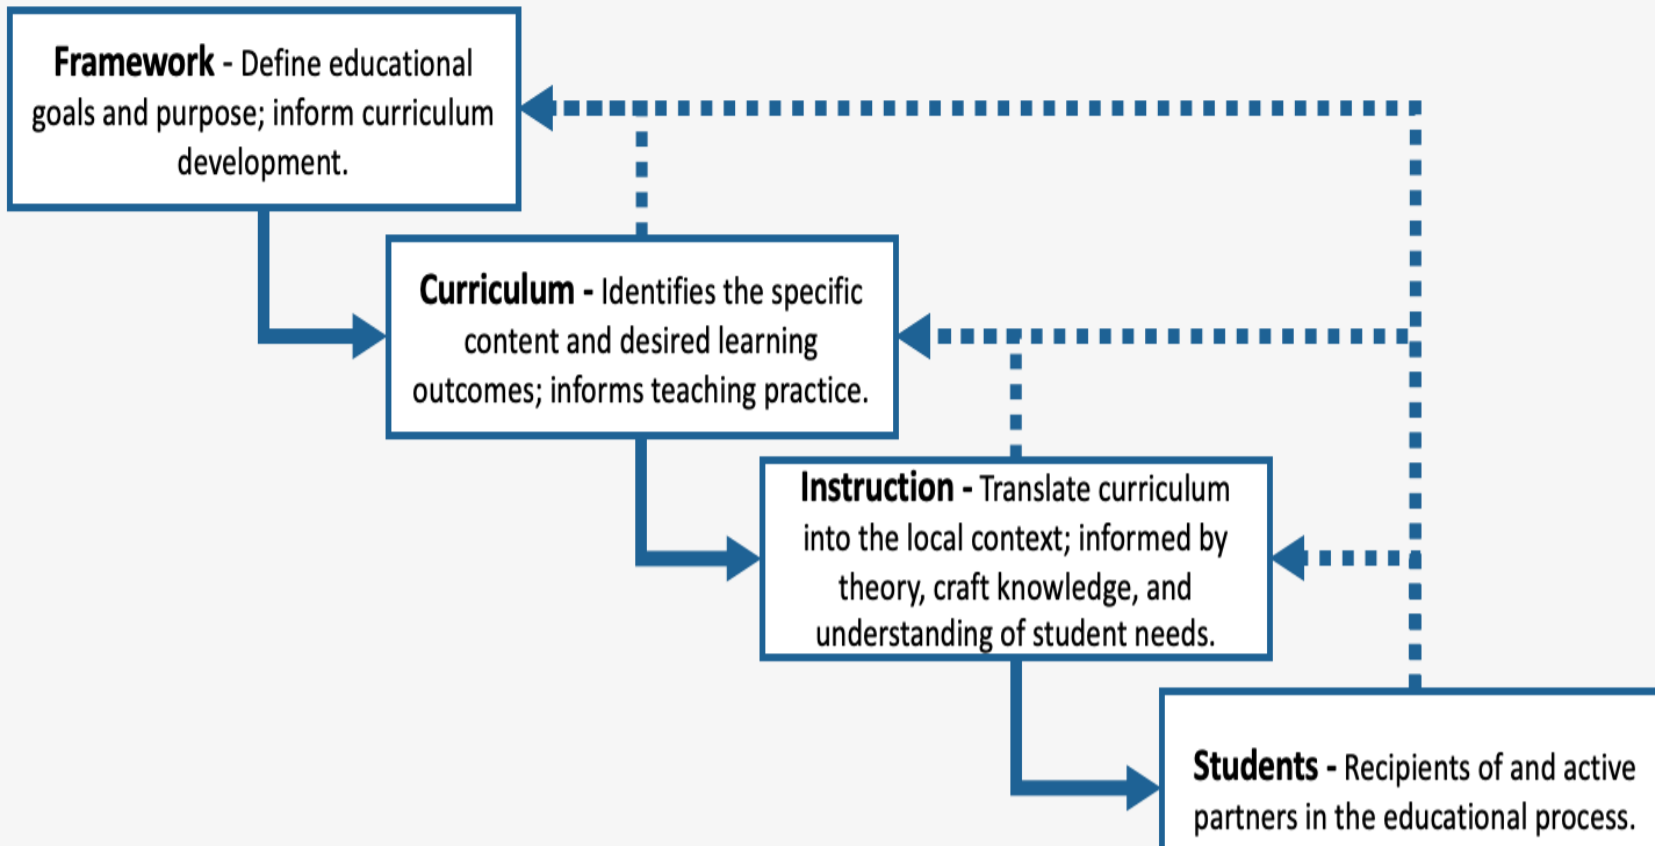 Framework - Define educational
goals and purpose; inform curriculum
development.
Curriculum - Identifies the specific
content and desired learning
outcomes; informs teaching practice.
Instruction - Translate curriculum
into the local context; informed by
theory, craft knowledge, and
understanding of student needs.
Students - Recipients of and active
partners in the educational process.